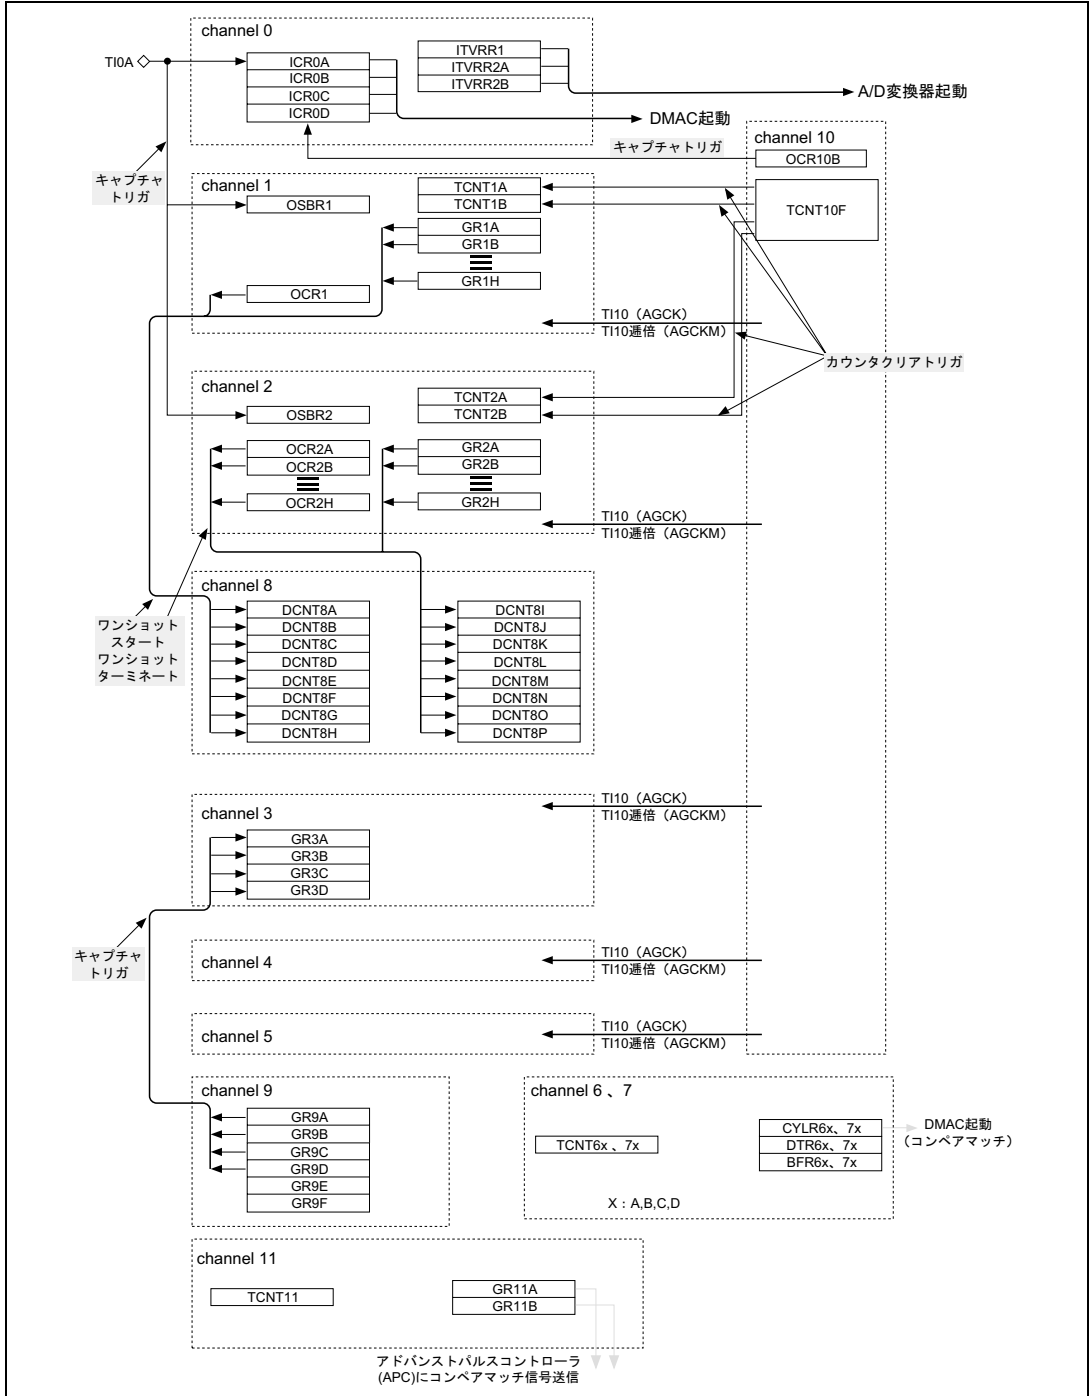 channel 0
TI0A
ICR0A
ICR0B
ICR0C
ICR0D
ITVRR1
ITVRR2A
ITVRR2B
A/D変換器起動
DMAC起動
キャプチャトリガ
channel 10
OCR10B
TCNT10F
キャプチャ
トリガ
channel 1
OSBR1
TCNT1A
TCNT1B
GR1A
GR1B
GR1H
OCR1
TI10（AGCK）
TI10逓倍（AGCKM）
カウンタクリアトリガ
channel 2
OSBR2
TCNT2A
TCNT2B
OCR2A
OCR2B
OCR2H
GR2A
GR2B
GR2H
TI10（AGCK）
TI10逓倍（AGCKM）
channel 8
ワンショット
スタート
ワンショット
ターミネート
DCNT8A
DCNT8B
DCNT8C
DCNT8D
DCNT8E
DCNT8F
DCNT8G
DCNT8H
DCNT8I
DCNT8J
DCNT8K
DCNT8L
DCNT8M
DCNT8N
DCNT8O
DCNT8P
channel 3
GR3A
GR3B
GR3C
GR3D
TI10（AGCK）
TI10逓倍（AGCKM）
キャプチャ
トリガ
channel 4
TI10（AGCK）
TI10逓倍（AGCKM）
channel 5
TI10（AGCK）
TI10逓倍（AGCKM）
channel 9
GR9A
GR9B
GR9C
GR9D
GR9E
GR9F
channel 6 、7
TCNT6x 、7x
CYLR6x、7x
DTR6x、7x
BFR6x、7x
X：A,B,C,D
DMAC起動
（コンペアマッチ）
channel 11
TCNT11
GR11A
GR11B
アドバンストパルスコントローラ
(APC)にコンペアマッチ信号送信